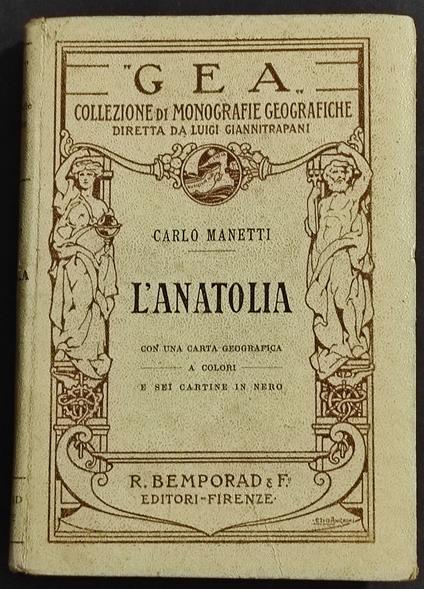 "GEA„
COLLEZIONE DI MONOGRAFIE GEOGRAFICHE
DIRETTA DA LUIGI GIANNITRAPANI
CARLO MANETTI
L'ANATOLIA
CON UNA CARTA GEOGRAFICA
A COLORI
E SEI CARTINE IN NERO
R. BEMPORAD & F.º
EDITORI-FIRENZE·